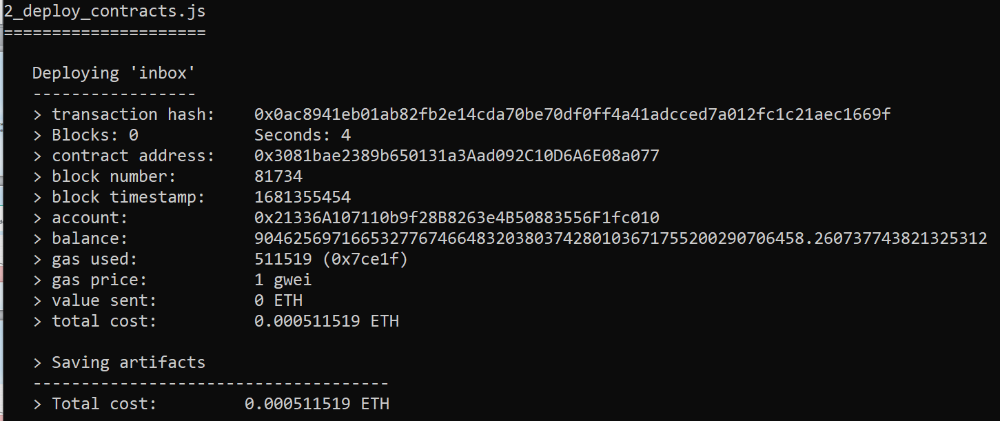 2_deploy_contracts.js
=====================
Deploying 'inbox'
-----------------
> transaction hash: 0x0ac8941eb01ab82fb2e14cda70be70df0ff4a41adcced7a012fc1c21aec1669f
> Blocks: 0 Seconds: 4
> contract address: 0x3081bae2389b650131a3Aad092C10D6A6E08a077
> block number: 81734
> block timestamp: 1681355454
> account: 0x21336A107110b9f28B8263e4B50883556F1fc010
> balance: 904625697166532776746648320380374280103671755200290706458.260737743821325312
> gas used: 511519 (0x7ce1f)
> gas price: 1 gwei
> value sent: 0 ETH
> total cost: 0.000511519 ETH
> Saving artifacts
-------------------------------------
> Total cost: 0.000511519 ETH